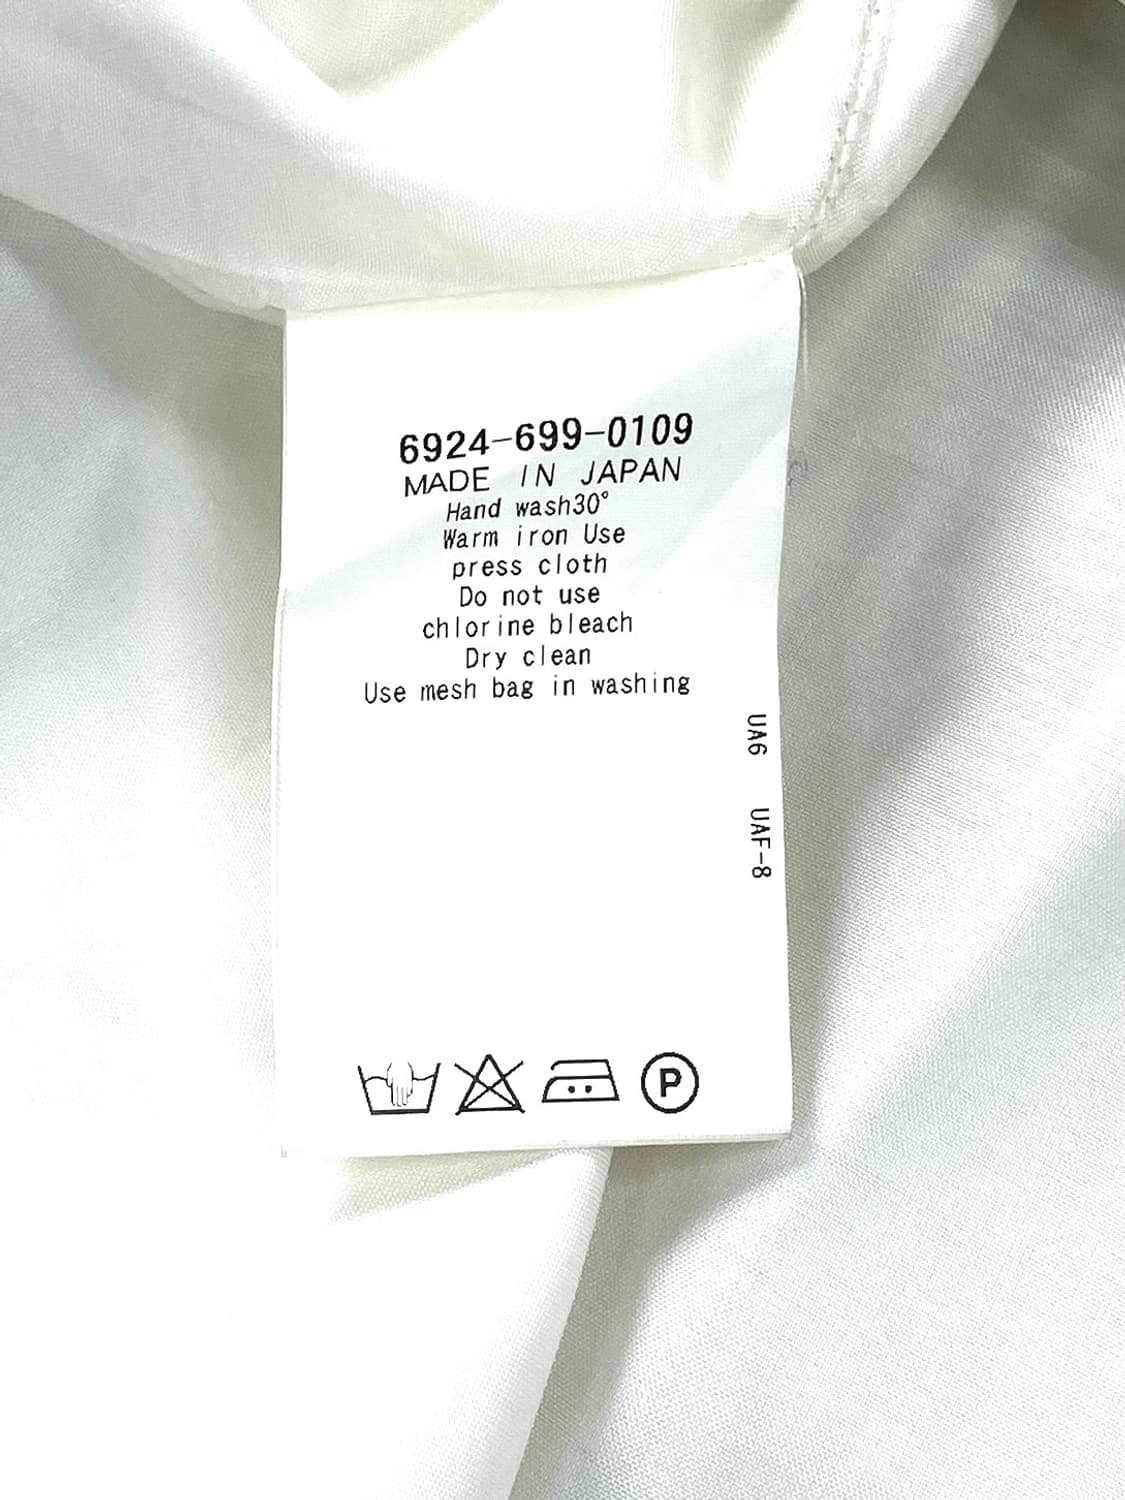 6924-699-0109
MADE IN JAPAN
Hand wash30°
Warm iron Use
press cloth
Do not use
chlorine bleach
Dry clean
Use mesh bag in washing
UA6 UAF-8
P